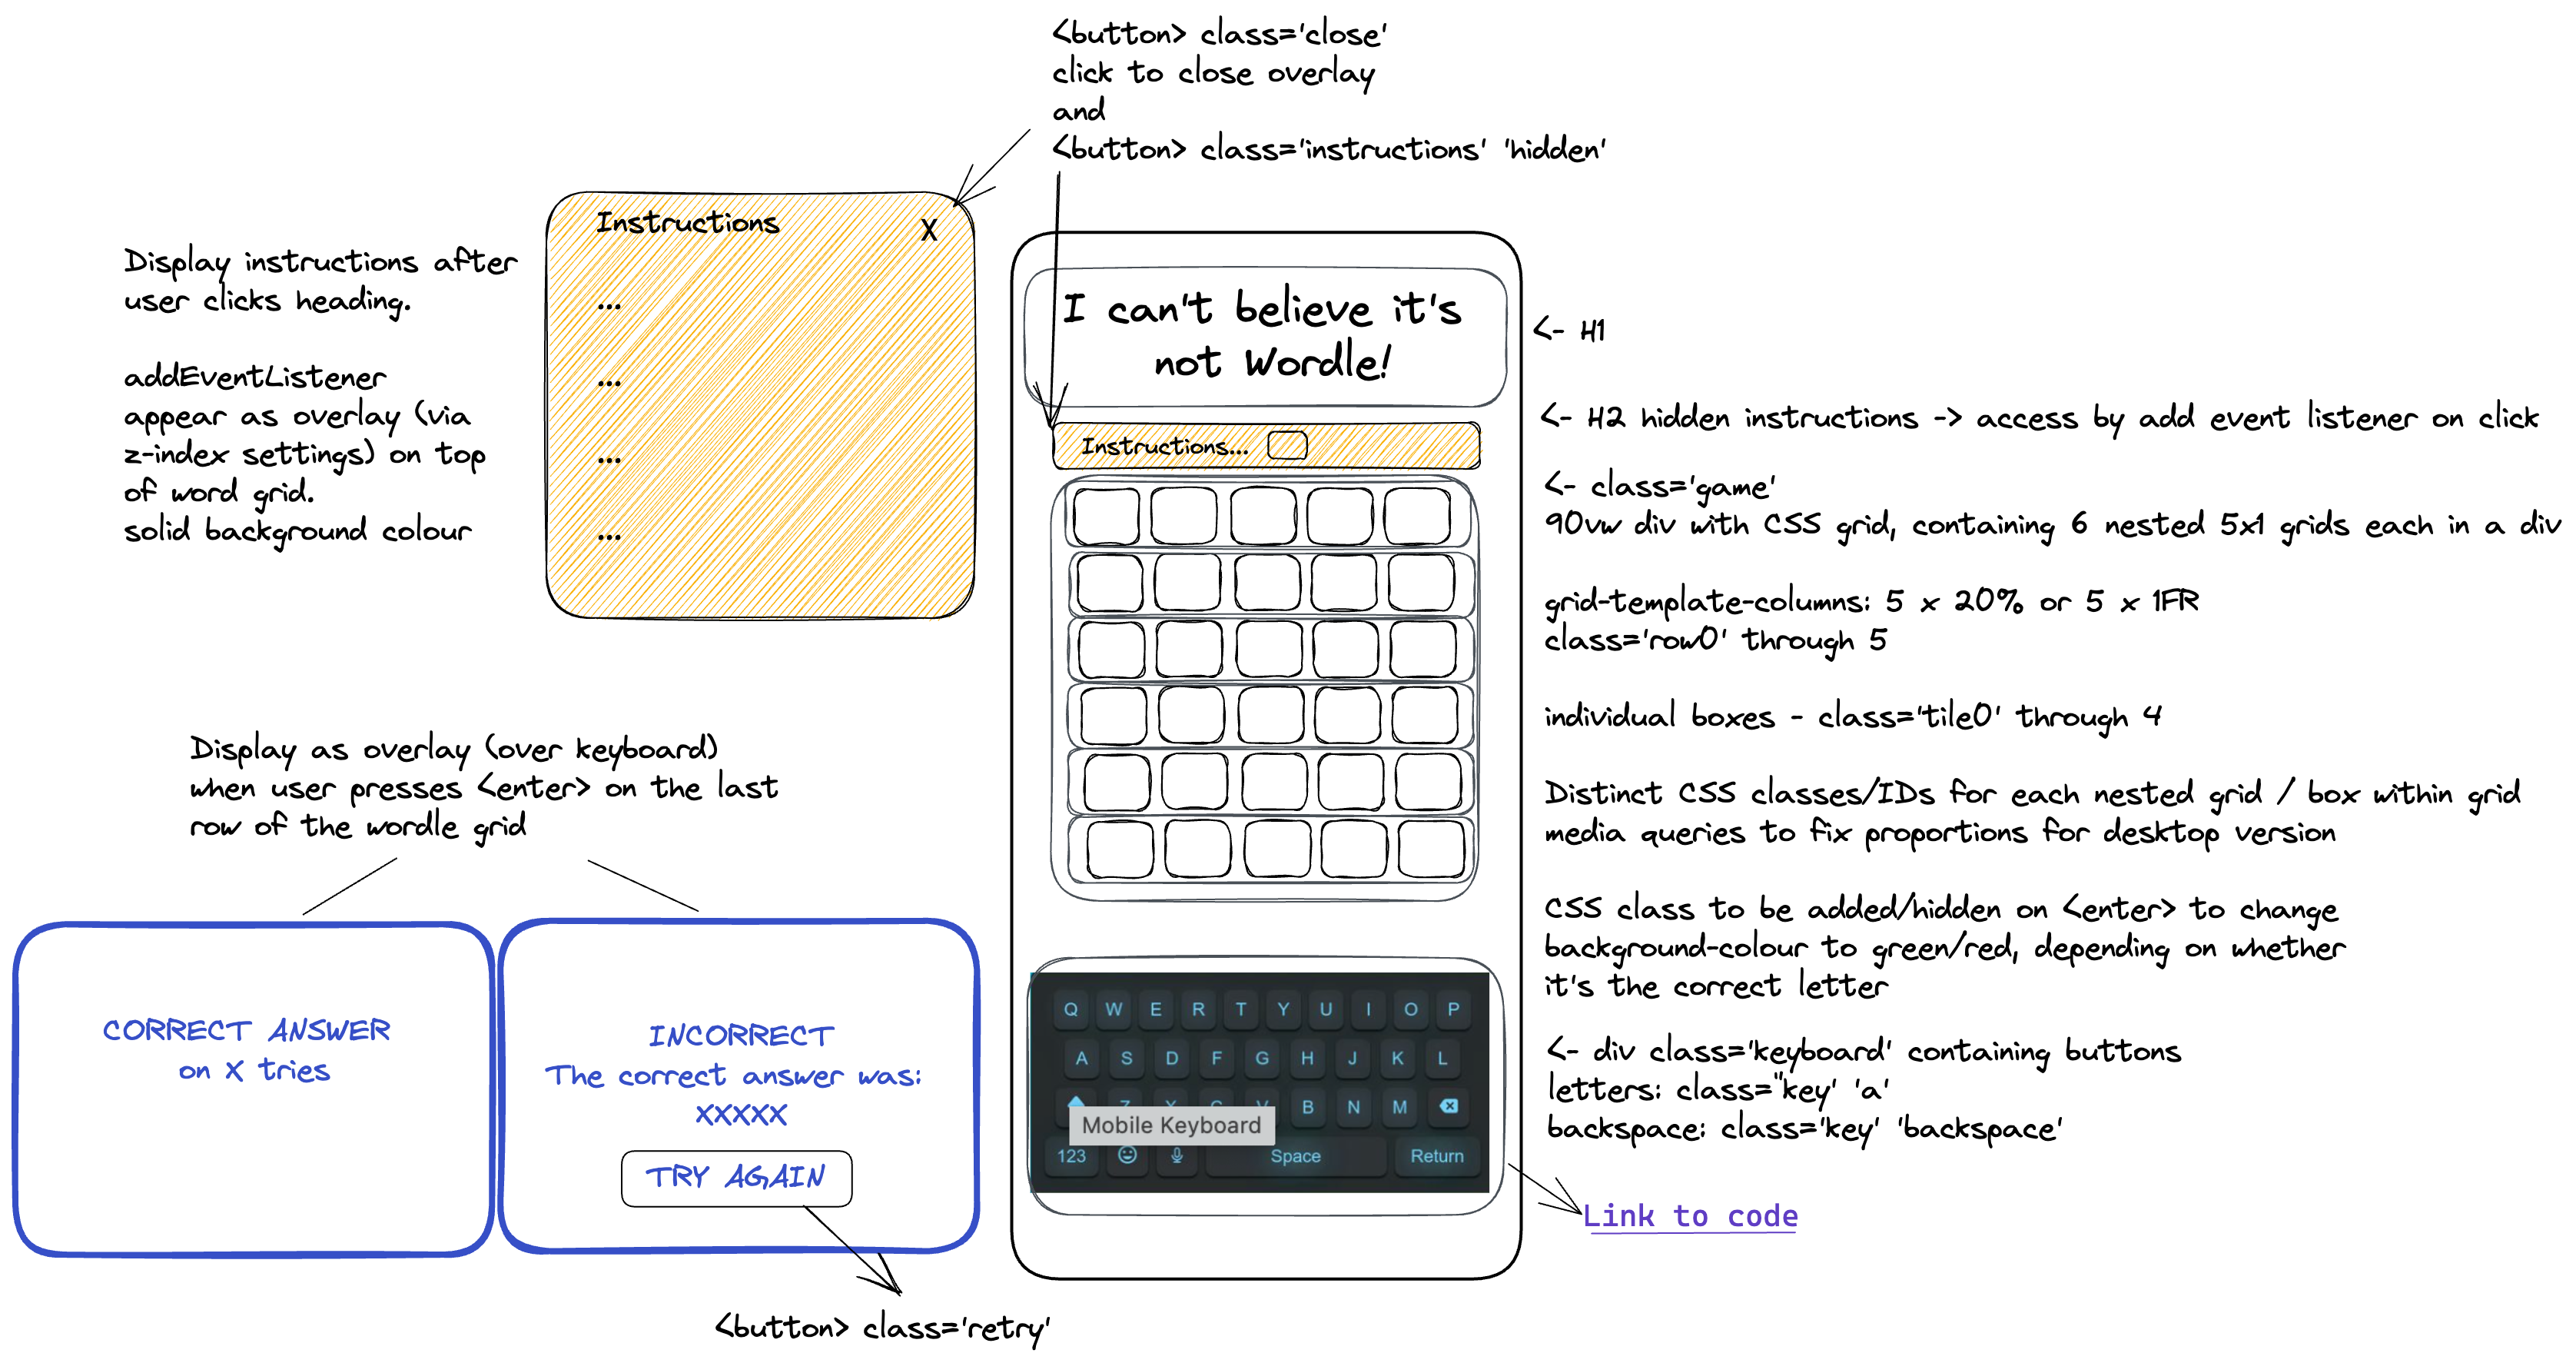 <button> class='close'
click to close overlay
and
<button> class='instructions' 'hidden'
Instructions
X
...
...
...
...
Display instructions after
user clicks heading.
addEventListener
appear as overlay (via
z-index settings) on top
of word grid.
solid background colour
I can't believe it's
not Wordle!
Instructions...
<- H1
<- H2 hidden instructions -> access by add event listener on click
<- class='game'
90vw div with CSS grid, containing 6 nested 5x1 grids each in a div
grid-template-columns: 5 x 20% or 5 x 1FR
class='row0' through 5
individual boxes - class='tile0' through 4
Distinct CSS classes/IDs for each nested grid / box within grid
media queries to fix proportions for desktop version
CSS class to be added/hidden on <enter> to change
background-colour to green/red, depending on whether
it's the correct letter
<- div class='keyboard' containing buttons
letters: class="key' 'a'
backspace: class='key' 'backspace'
Link to code
Display as overlay (over keyboard)
when user presses <enter> on the last
row of the wordle grid
CORRECT ANSWER
on X tries
INCORRECT
The correct answer was:
XXXXX
TRY AGAIN
<button> class='retry'
Q W E R T Y U I O P
A S D F G H J K L
Z X C V B N M
Mobile Keyboard
123 Space Return